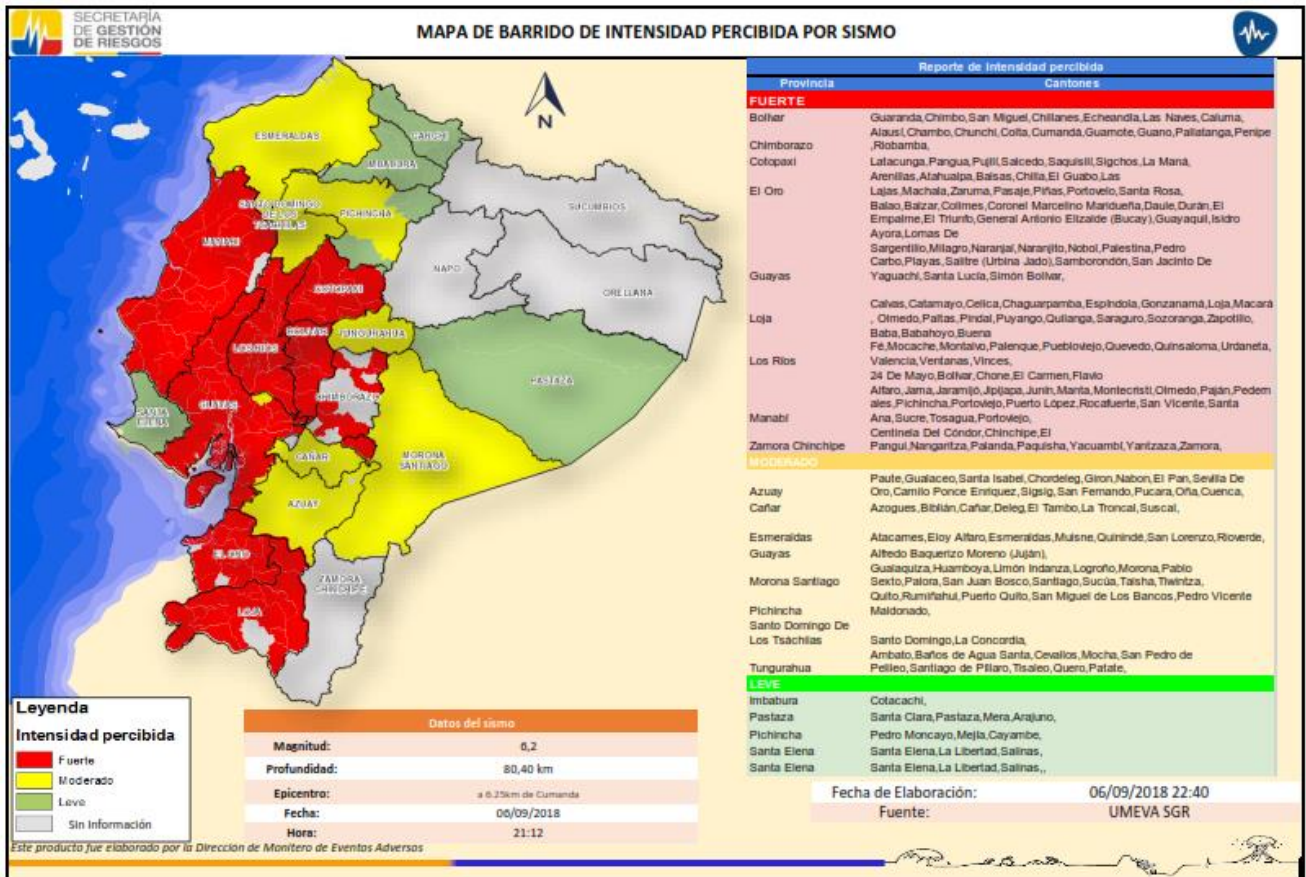 SECRETARÍA
DE GESTIÓN
DE RIESGOS
MAPA DE BARRIDO DE INTENSIDAD PERCIBIDA POR SISMO
N
ESMERALDAS
CARCHI
IMBABURA
SANTO DOMINGO
DE LOS
TSACHILAS
PICHINCHA
SUCUMBIOS
MANABI
NAPO
ORELLANA
COTOPAXI
BOLIVAR
TUNGURAHUA
LOS RIOS
PASTAZA
CHIMBORAZO
SANTA
ELENA
GUAYAS
CAÑAR
MORONA
SANTIAGO
AZUAY
EL ORO
ZAMORA
CHINCHIPE
LOJA
Reporte de intensidad percibida
Provincia Cantones
FUERTE
Bolivar Guaranda,Chimbo,San Miguel,Chillanes,Echeandía,Las Naves,Caluma,
Alausí,Chambo,Chunchi,Colta,Cumandá,Guamote,Guano,Pallatanga,Penipe
Chimborazo ,Riobamba,
Cotopaxi Latacunga,Pangua,Pujilí,Salcedo,Saquisilí,Sigchos,La Maná,
Arenillas,Atahualpa,Balsas,Chilla,El Guabo,Las
El Oro Lajas,Machala,Zaruma,Pasaje,Piñas,Portovelo,Santa Rosa,
Balao,Balzar,Colimes,Coronel Marcelino Maridueña,Daule,Durán,El
Empalme,El Triunfo,General Antonio Elizalde (Bucay),Guayaquil,Isidro
Ayora,Lomas De
Sargentillo,Milagro,Naranjal,Naranjito,Nobol,Palestina,Pedro
Carbo,Playas,Salitre (Urbina Jado),Samborondón,San Jacinto De
Guayas Yaguachi,Santa Lucía,Simón Bolívar,
Calvas,Catamayo,Celica,Chaguarpamba,Espíndola,Gonzanamá,Loja,Macará
Loja , Olmedo,Paltas,Pindal,Puyango,Quilanga,Saraguro,Sozoranga,Zapotillo,
Baba,Babahoyo,Buena
Fé,Mocache,Montalvo,Palenque,Puebloviejo,Quevedo,Quinsaloma,Urdaneta,
Los Ríos Valencia,Ventanas,Vinces,
24 De Mayo,Bolívar,Chone,El Carmen,Flavio
Alfaro,Jama,Jaramijó,Jipijapa,Junín,Manta,Montecristi,Olmedo,Paján,Pedern
ales,Pichincha,Portoviejo,Puerto López,Rocafuerte,San Vicente,Santa
Manabí Ana,Sucre,Tosagua,Portoviejo,
Centinela Del Cóndor,Chinchipe,El
Zamora Chinchipe Pangui,Nangaritza,Palanda,Paquisha,Yacuambí,Yantzaza,Zamora,
MODERADO
Paute,Gualaceo,Santa Isabel,Chordeleg,Giron,Nabon,El Pan,Sevilla De
Azuay Oro,Camilo Ponce Enriquez,Sigsig,San Fernando,Pucara,Oña,Cuenca,
Cañar Azogues,Biblián,Cañar,Deleg,El Tambo,La Troncal,Suscal,
Esmeraldas Atacames,Eloy Alfaro,Esmeraldas,Muisne,Quinindé,San Lorenzo,Rioverde,
Guayas Alfredo Baquerizo Moreno (Juján),
Gualaquiza,Huamboya,Limón Indanza,Logroño,Morona,Pablo
Morona Santiago Sexto,Palora,San Juan Bosco,Santiago,Sucúa,Taisha,Tiwintza,
Quito,Rumiñahui,Puerto Quito,San Miguel de Los Bancos,Pedro Vicente
Pichincha Maldonado,
Santo Domingo De
Los Tsáchilas Santo Domingo,La Concordia,
Ambato,Baños de Agua Santa,Cevallos,Mocha,San Pedro de
Tungurahua Pelileo,Santiago de Píllaro,Tisaleo,Quero,Patate,
LEVE
Imbabura Cotacachi,
Pastaza Santa Clara,Pastaza,Mera,Arajuno,
Pichincha Pedro Moncayo,Mejía,Cayambe,
Santa Elena Santa Elena,La Libertad,Salinas,
Santa Elena Santa Elena,La Libertad,Salinas,,
Leyenda
Intensidad percibida
Fuerte
Moderado
Leve
Sin Información
Datos del sismo
Magnitud: 6,2
Profundidad: 80,40 km
Epicentro: a 6.25km de Cumanda
Fecha: 06/09/2018
Hora: 21:12
Fecha de Elaboración: 06/09/2018 22:40
Fuente: UMEVA SGR
Este producto fue elaborado por la Dirección de Monitero de Eventos Adversos